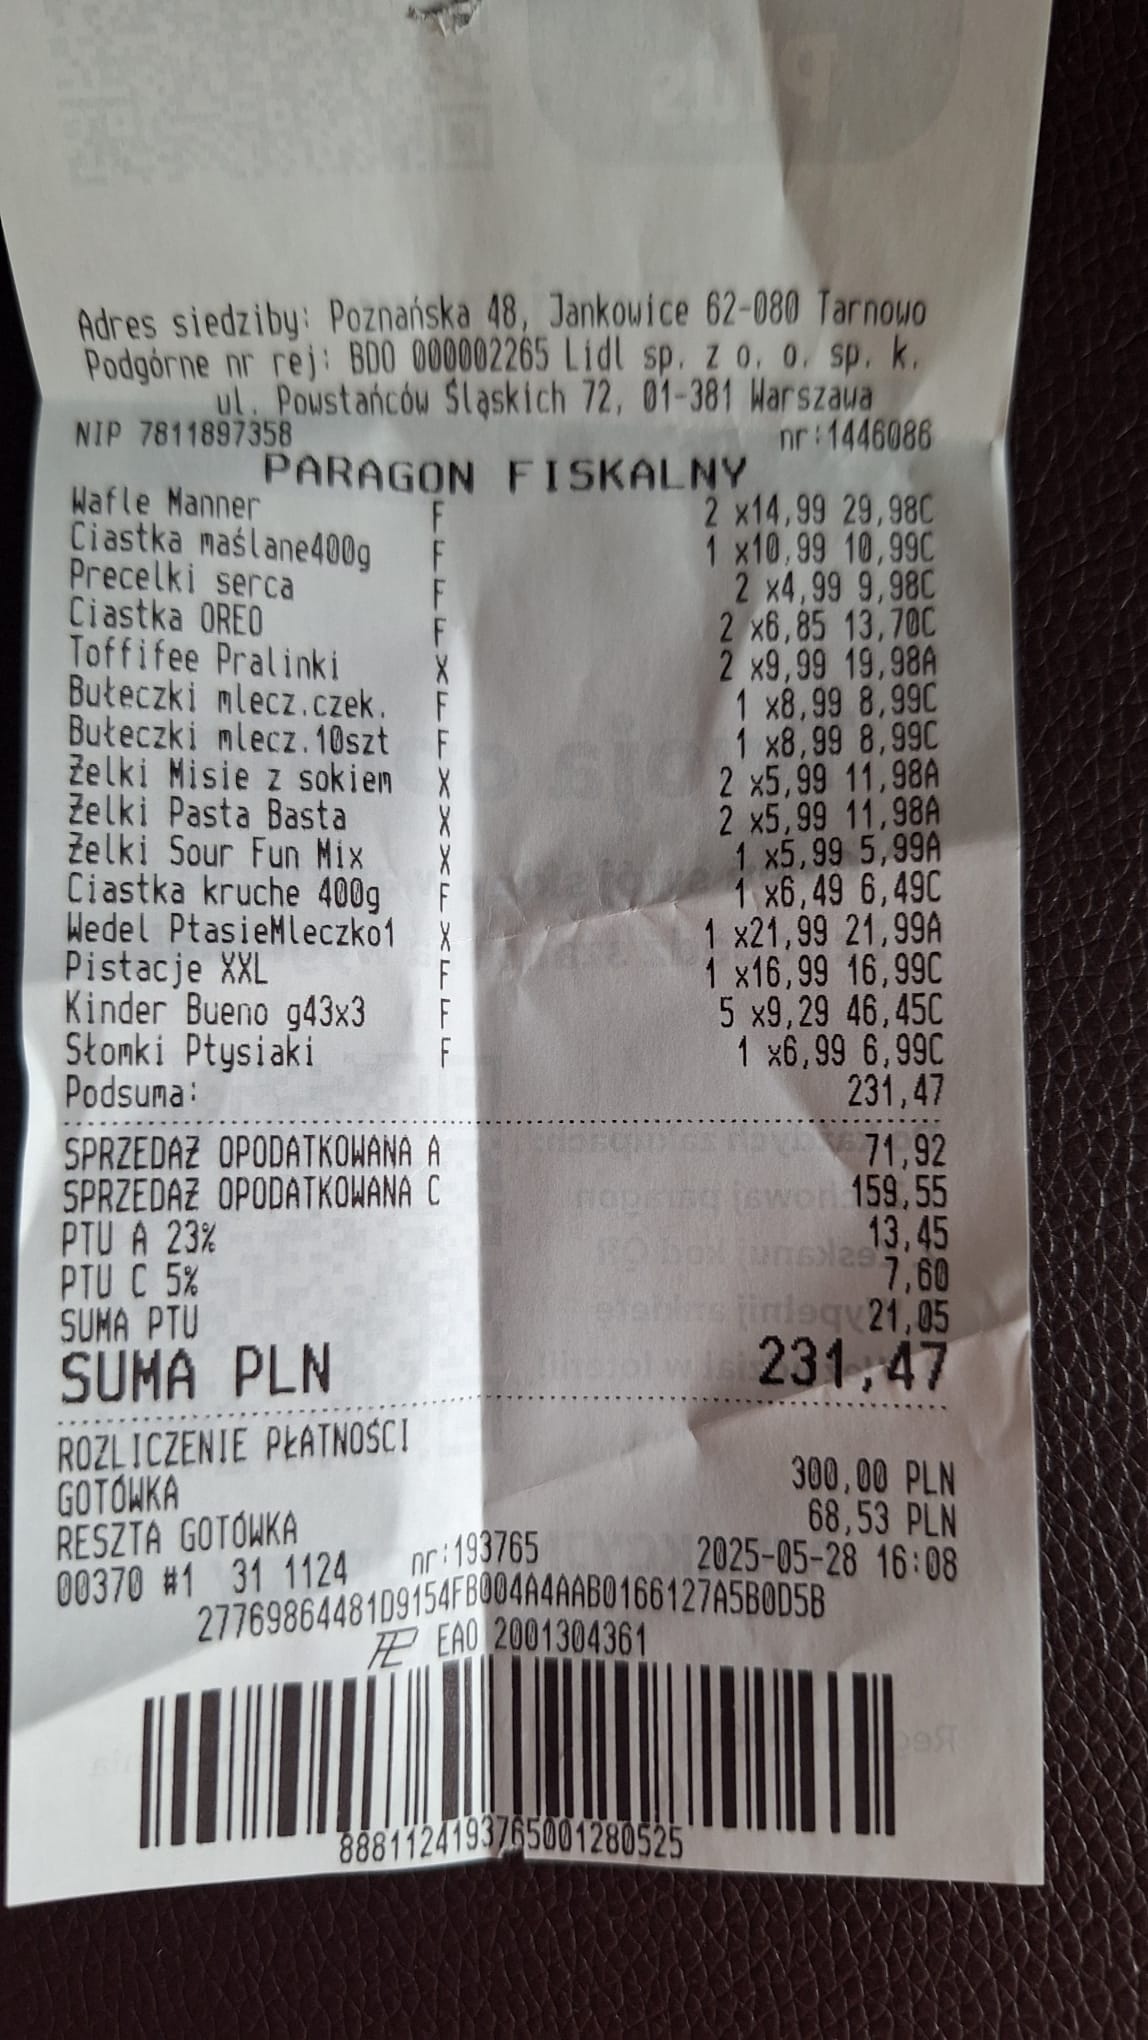 Adres siedziby: Poznańska 48, Jankowice 62-080 Tarnowo
Podgórne nr rej: BDO 000002265 Lidl sp. z o. o. sp. k.
ul. Powstańców Śląskich 72, 01-381 Warszawa
NIP 7811897358 nr:1446086
PARAGON FISKALNY
Wafle Manner F 2 x14,99 29,98C
Ciastka maślane400g F 1 x10,99 10,99C
Precelki serca F 2 x4,99 9,98C
Ciastka OREO F 2 x6,85 13,70C
Toffifee Pralinki X 2 x9,99 19,98A
Bułeczki mlecz.czek. F 1 x8,99 8,99C
Bułeczki mlecz.10szt F 1 x8,99 8,99C
Żelki Misie z sokiem X 2 x5,99 11,98A
Żelki Pasta Basta X 2 x5,99 11,98A
Żelki Sour Fun Mix X 1 x5,99 5,99A
Ciastka kruche 400g F 1 x6,49 6,49C
Wedel PtasieMleczko1 X 1 x21,99 21,99A
Pistacje XXL F 1 x16,99 16,99C
Kinder Bueno g43x3 F 5 x9,29 46,45C
Słomki Ptysiaki F 1 x6,99 6,99C
Podsuma: 231,47
SPRZEDAŻ OPODATKOWANA A 71,92
SPRZEDAŻ OPODATKOWANA C 159,55
PTU A 23% 13,45
PTU C 5% 7,60
SUMA PTU 21,05
SUMA PLN 231,47
ROZLICZENIE PŁATNOŚCI
GOTÓWKA 300,00 PLN
RESZTA GOTÓWKA 68,53 PLN
00370 #1 31 1124 nr:193765 2025-05-28 16:08
27769864481D9154FB004A4AAB0166127A5B0D5B
EAO 2001304361
8881124193765001280525